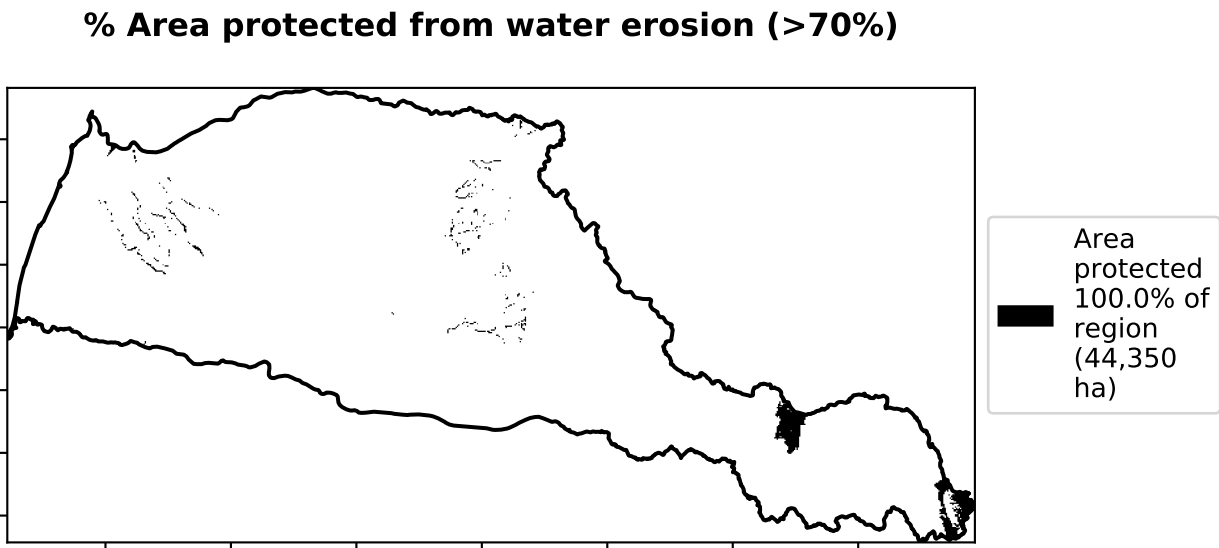 % Area protected from water erosion (>70%)
Area
protected
100.0% of
region
(44,350
ha)